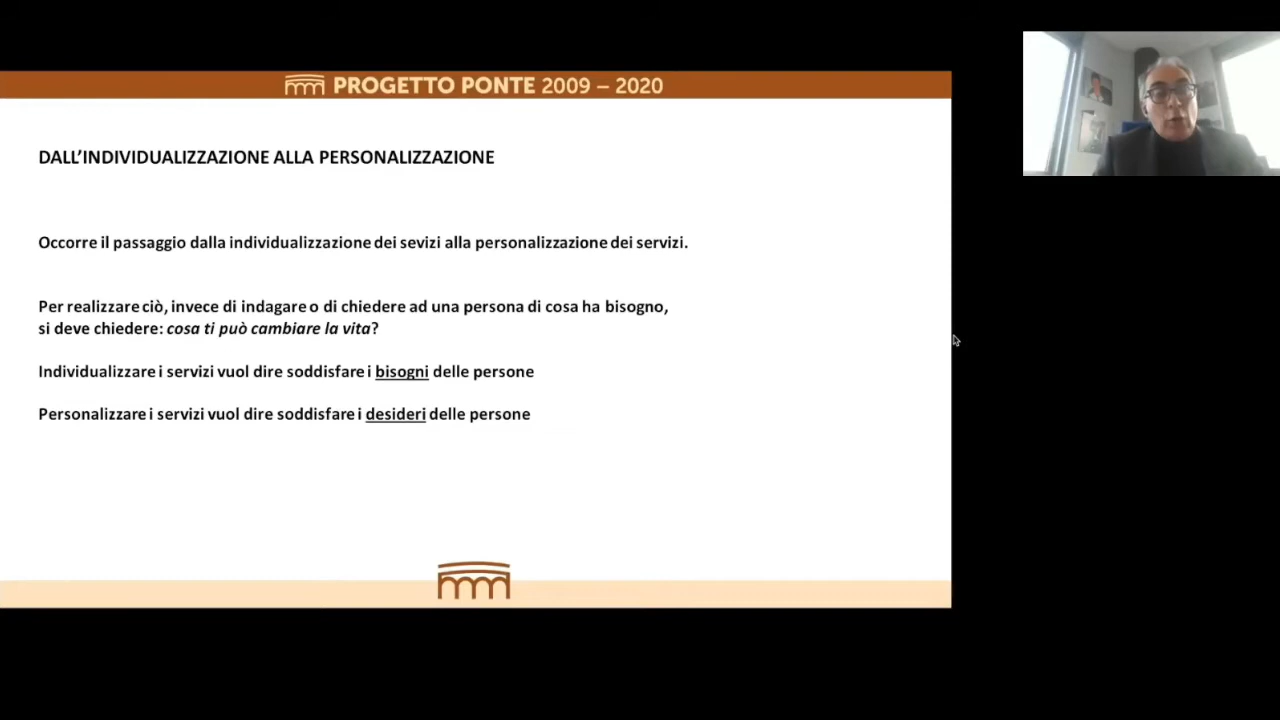 PROGETTO PONTE 2009 – 2020
DALL’INDIVIDUALIZZAZIONE ALLA PERSONALIZZAZIONE
Occorre il passaggio dalla individualizzazione dei sevizi alla personalizzazione dei servizi.
Per realizzare ciò, invece di indagare o di chiedere ad una persona di cosa ha bisogno,
si deve chiedere: cosa ti può cambiare la vita?
Individualizzare i servizi vuol dire soddisfare i bisogni delle persone
Personalizzare i servizi vuol dire soddisfare i desideri delle persone